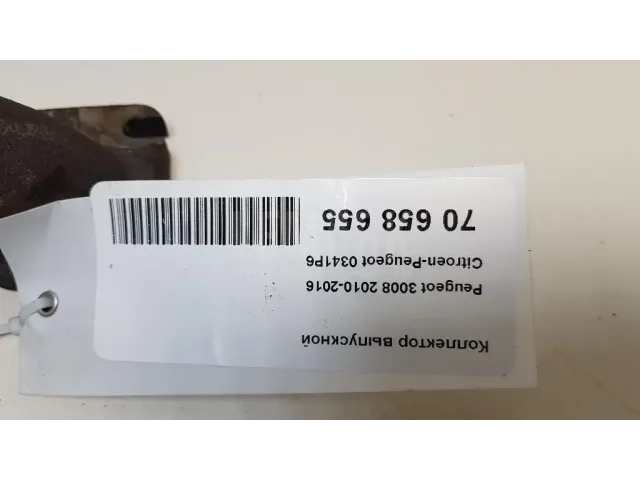 Коллектор выпускной
Peugeot 3008 2010-2016
Citroen-Peugeot 0341P6
70 658 655